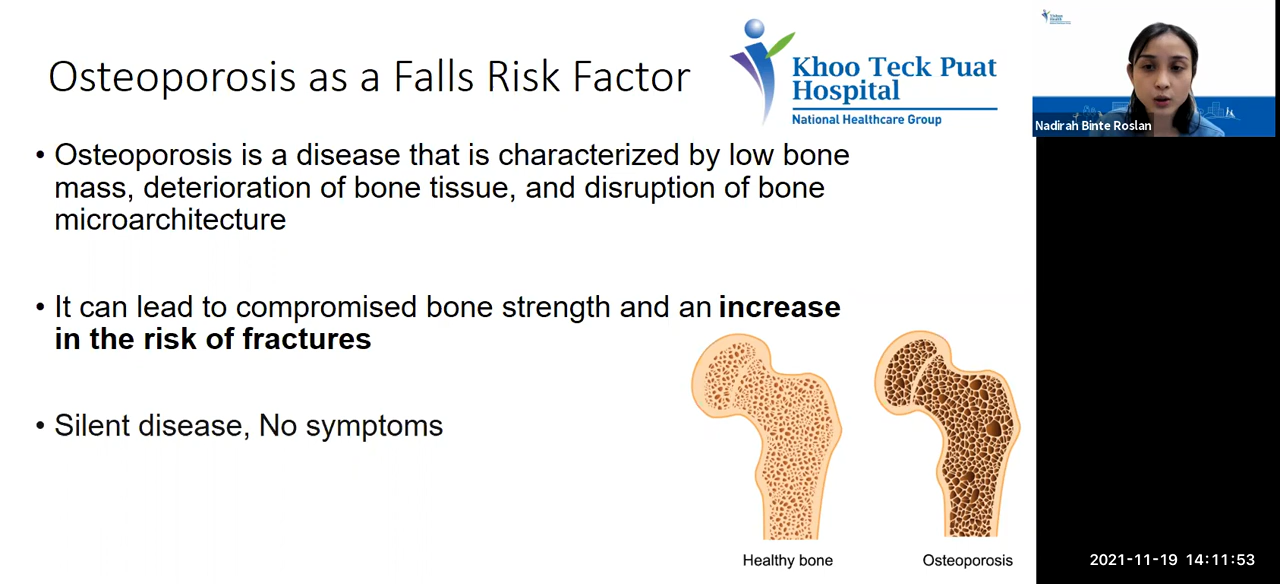 Osteoporosis as a Falls Risk Factor
Khoo Teck Puat
Hospital
National Healthcare Group
Nadirah Binte Roslan
• Osteoporosis is a disease that is characterized by low bone
mass, deterioration of bone tissue, and disruption of bone
microarchitecture
• It can lead to compromised bone strength and an increase
in the risk of fractures
• Silent disease, No symptoms
Healthy bone
Osteoporosis
2021-11-19 14:11:53